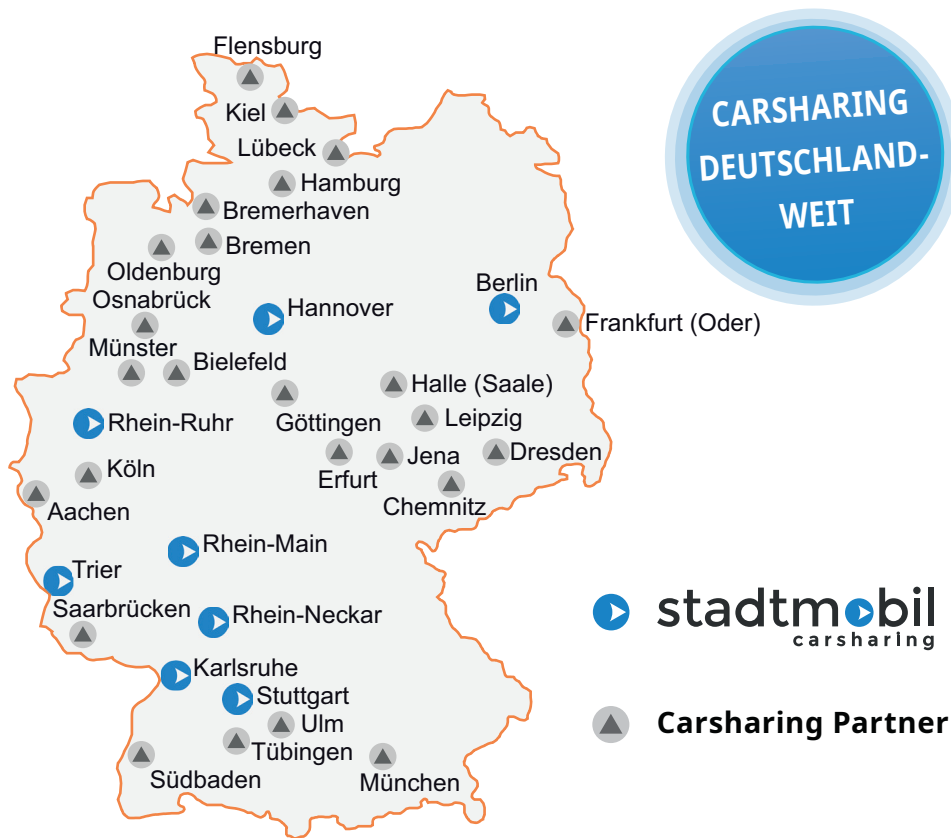 Flensburg
Kiel
Lübeck
Hamburg
Bremerhaven
Bremen
Oldenburg
Osnabrück
Hannover
Berlin
Frankfurt (Oder)
Münster
Bielefeld
Halle (Saale)
Göttingen
Leipzig
Rhein-Ruhr
Köln
Erfurt
Jena
Dresden
Chemnitz
Aachen
Rhein-Main
Trier
Saarbrücken
Rhein-Neckar
Karlsruhe
Stuttgart
Ulm
Tübingen
Südbaden
München
CARSHARING
DEUTSCHLAND-
WEIT
stadtmobil
carsharing
Carsharing Partner